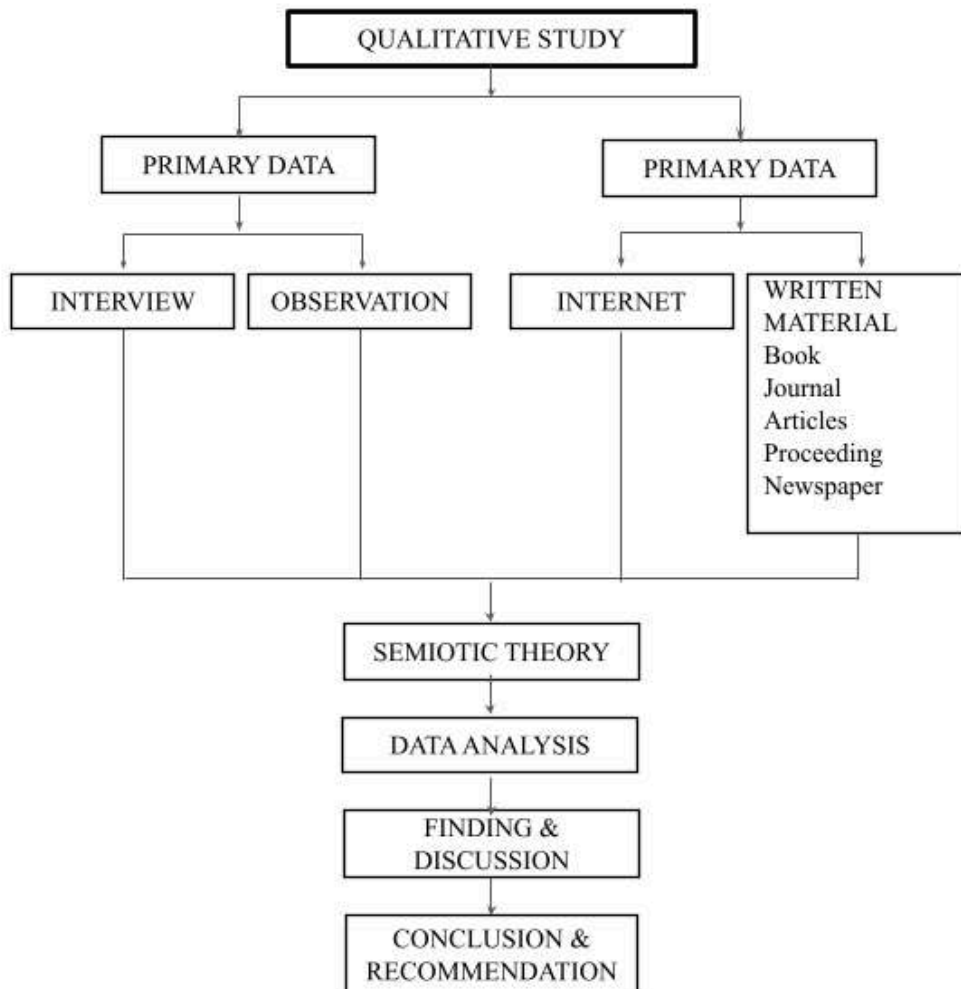 QUALITATIVE STUDY
PRIMARY DATA
PRIMARY DATA
INTERVIEW
OBSERVATION
INTERNET
WRITTEN
MATERIAL
Book
Journal
Articles
Proceeding
Newspaper
SEMIOTIC THEORY
DATA ANALYSIS
FINDING &
DISCUSSION
CONCLUSION &
RECOMMENDATION